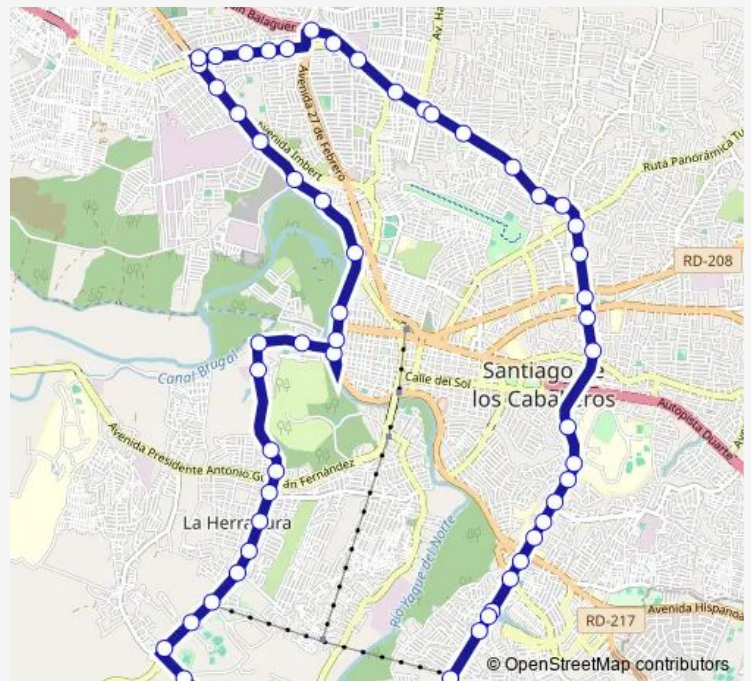 Balaguer
Av. Ha
Avenida 27 de Febrero
Avenida Imbert
Ruta Panorámica Tu
RD-208
Canal Brugal
Calle del Sol
Santiago de
los Caballeros
Autopista Duarte
Avenida Presidente Antonio Guzmán Fernández
La Herradura
Río Yaque del Norte
Avenida Hispanoa
RD-217
© OpenStreetMap contributors